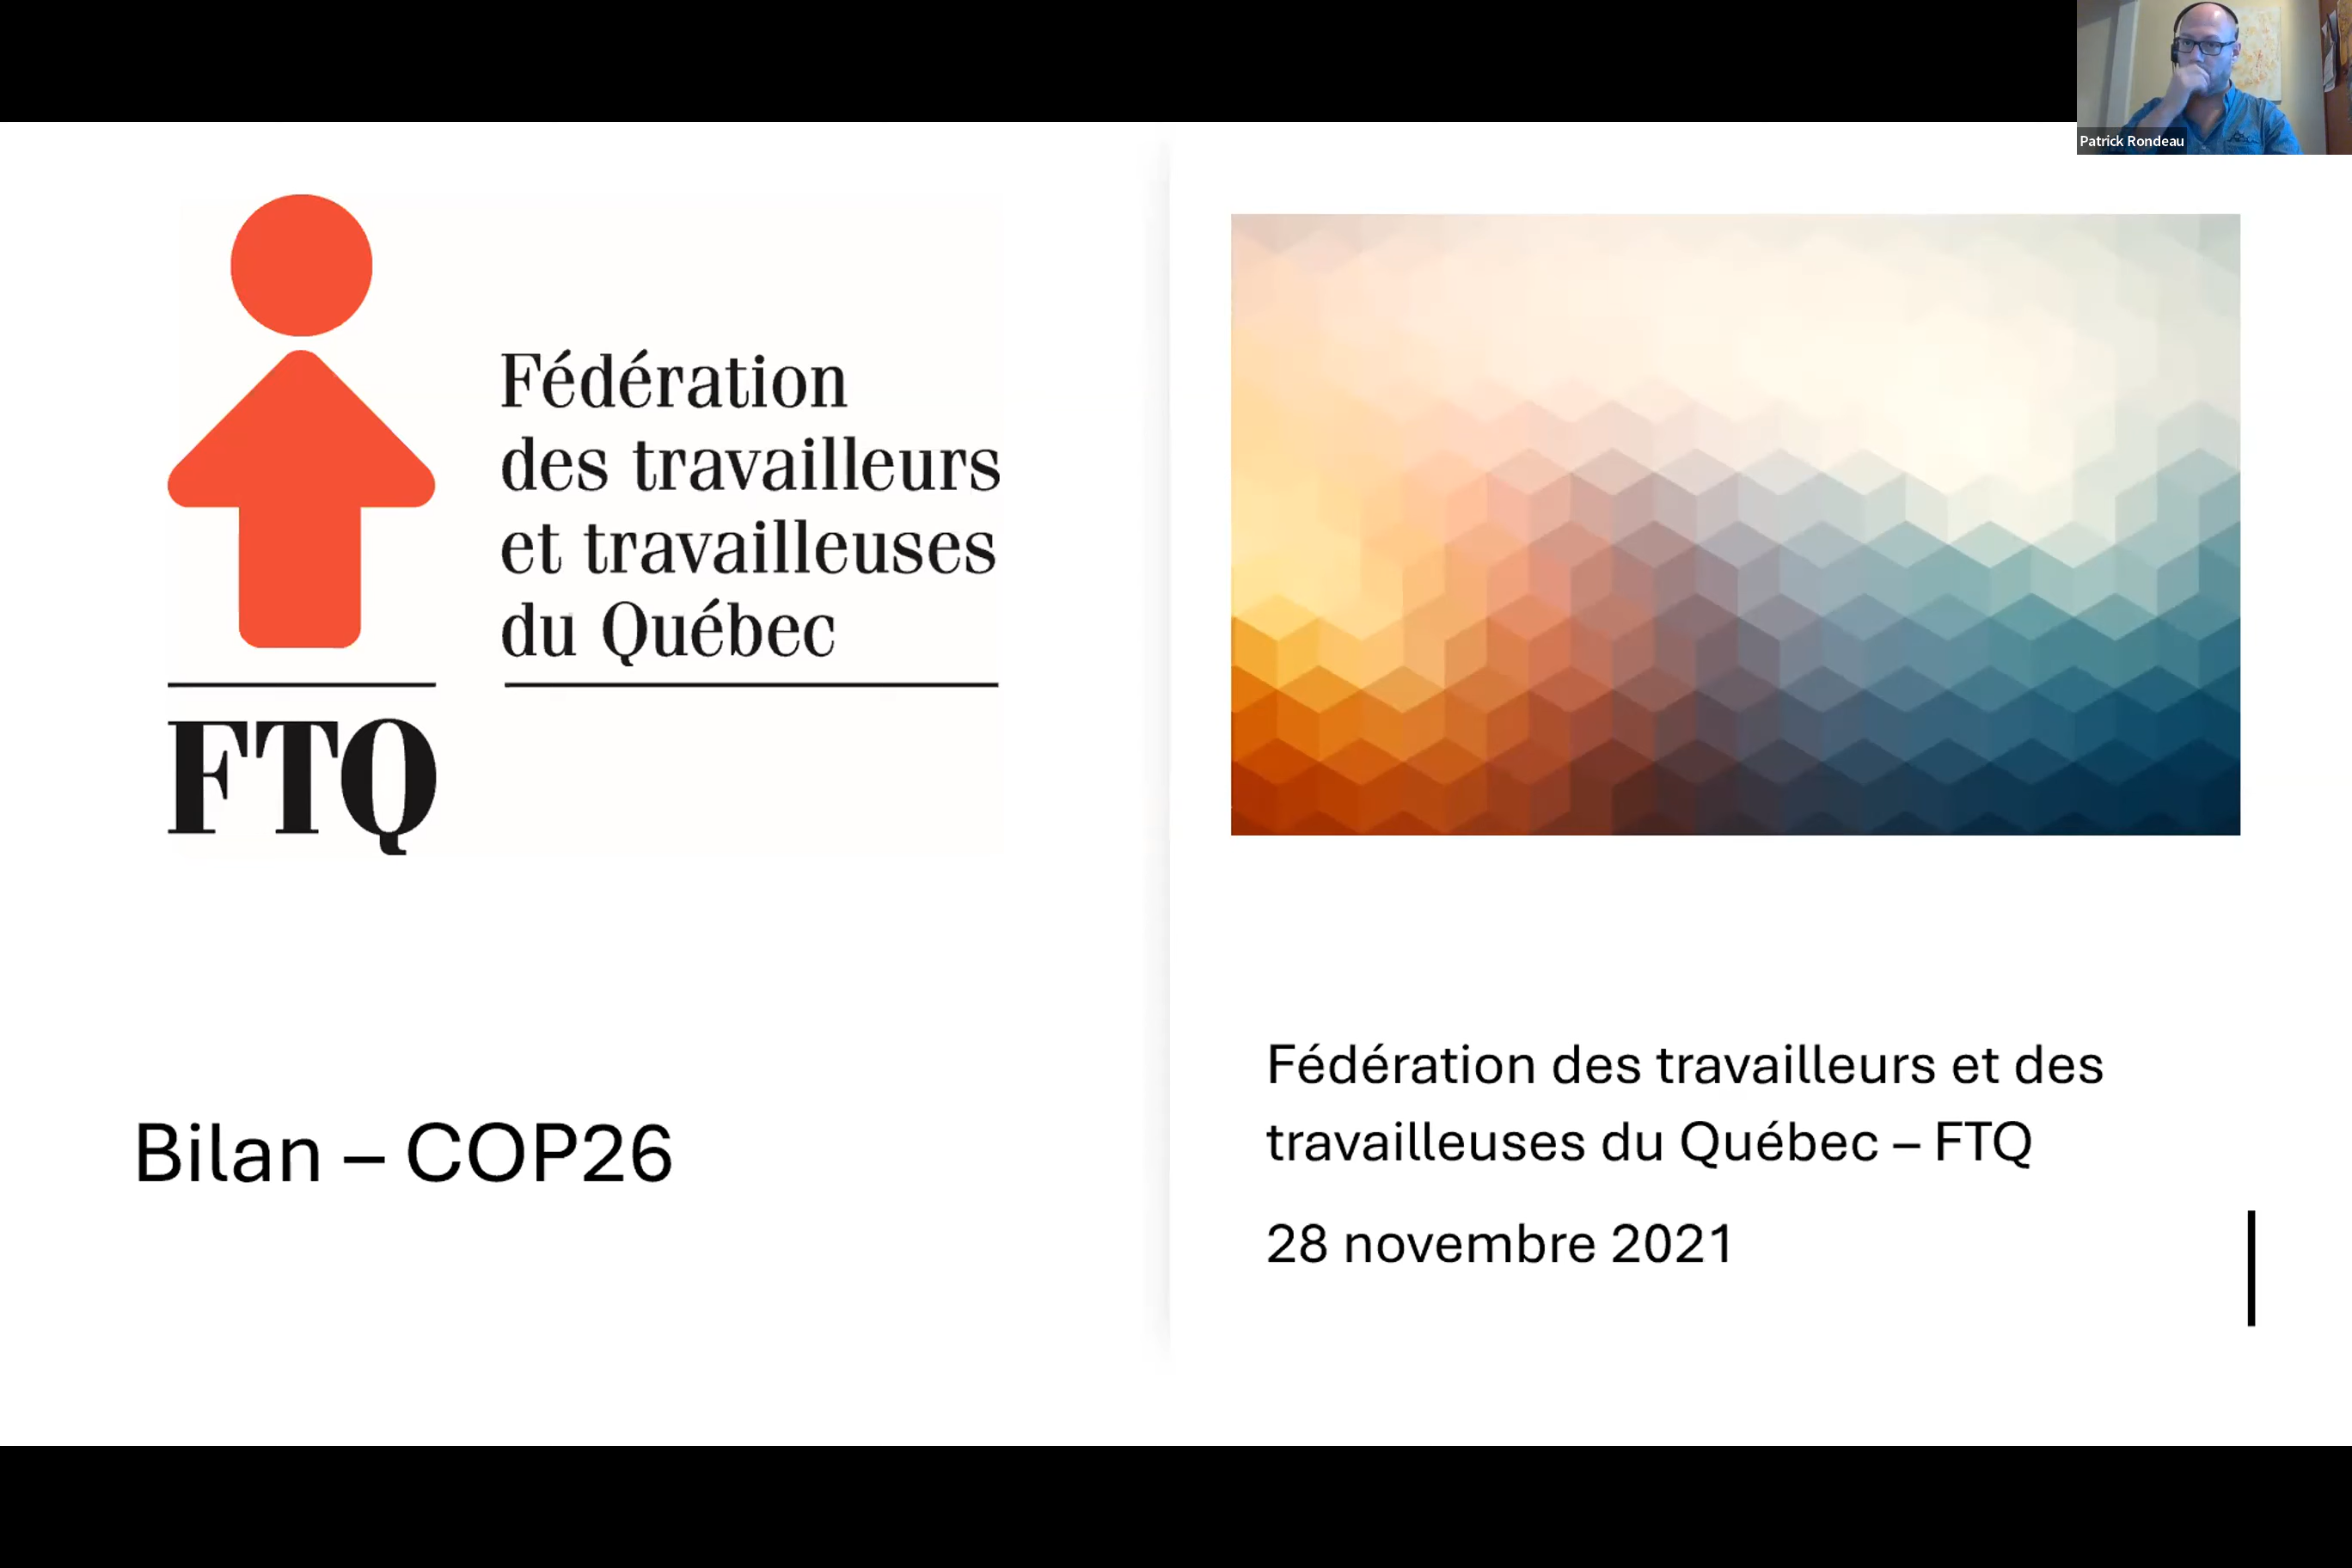 Patrick Rondeau
Fédération
des travailleurs
et travailleuses
du Québec
FTQ
Bilan – COP26
Fédération des travailleurs et des
travailleuses du Québec – FTQ
28 novembre 2021